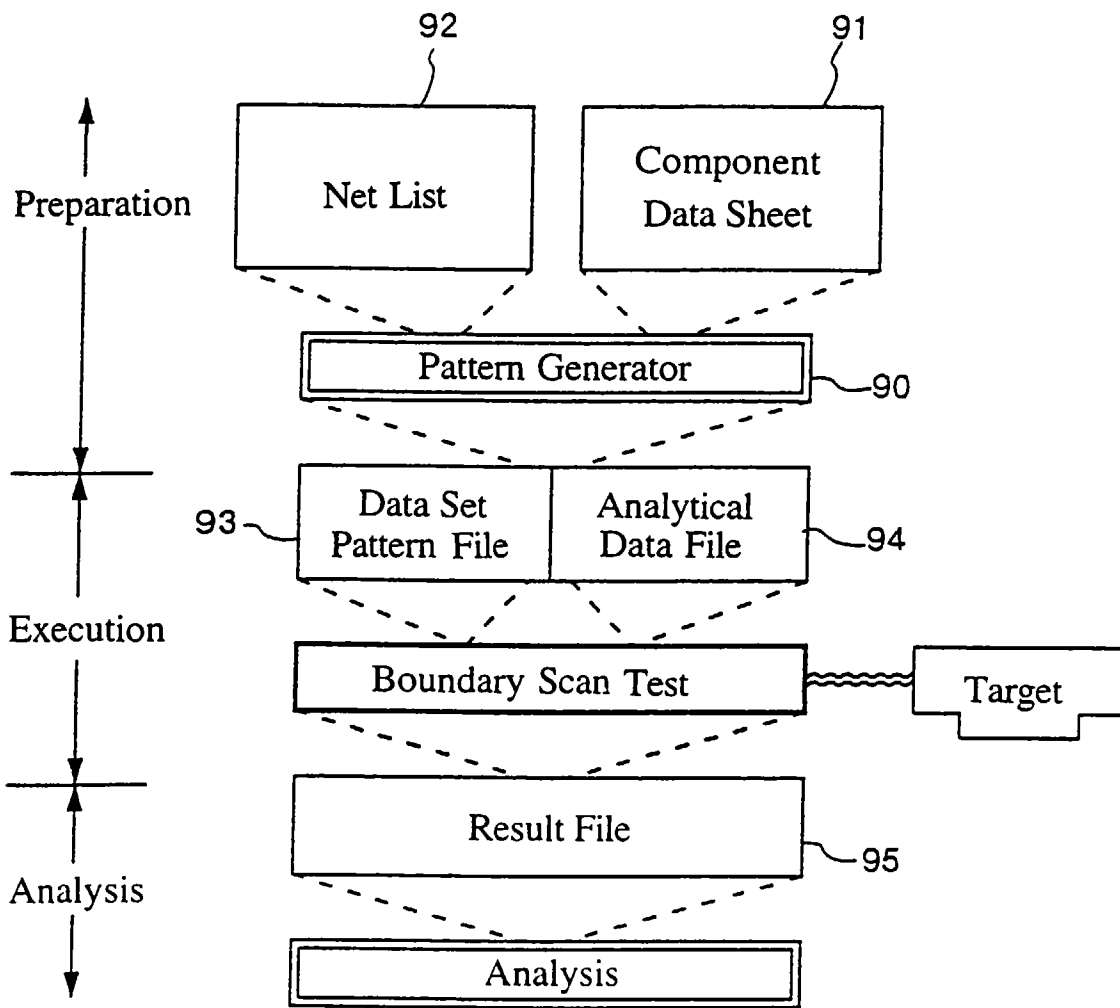 92
91
Preparation
Net List
Component
Data Sheet
Pattern Generator
90
93
Data Set
Pattern File
Analytical
Data File
94
Execution
Boundary Scan Test
Target
Result File
95
Analysis
Analysis